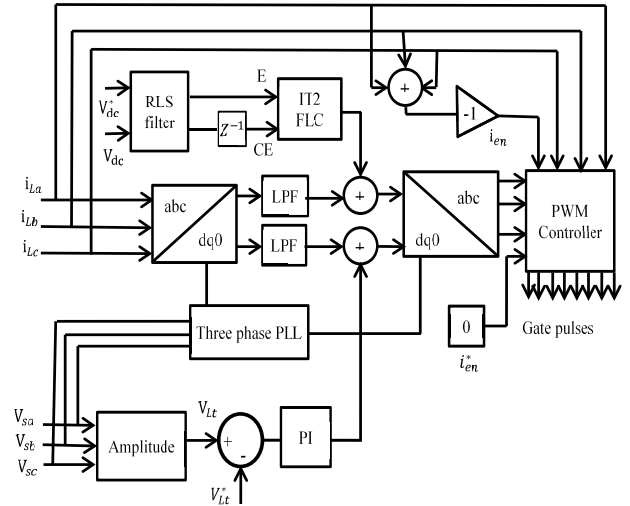 V*dc
Vdc
RLS
filter
E
Z⁻¹
CE
IT2
FLC
+
-1
ien
iLa
iLb
iLc
abc
dq0
LPF
LPF
+
+
abc
dq0
PWM
Controller
Gate pulses
0
i*en
Three phase PLL
Vsa
Vsb
Vsc
Amplitude
VLt
+
-
V*Lt
PI